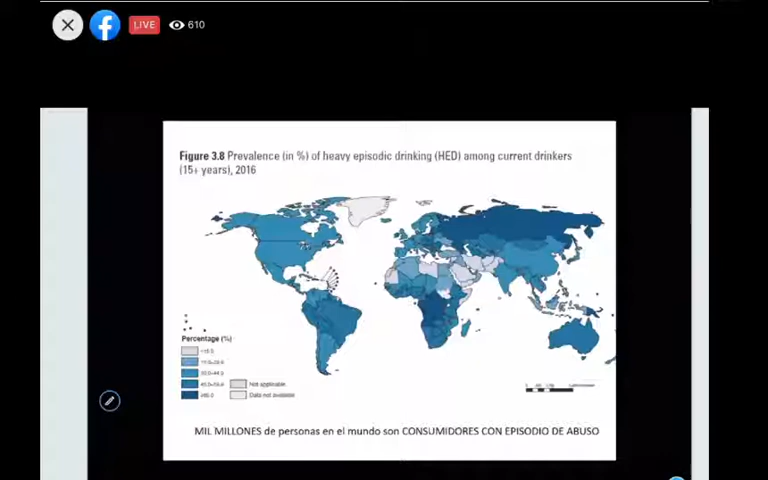 LIVE 610
Figure 3.8 Prevalence (in %) of heavy episodic drinking (HED) among current drinkers
(15+ years), 2016
Percentage (%)
Not applicable
Data not available
MIL MILLONES de personas en el mundo son CONSUMIDORES CON EPISODIO DE ABUSO